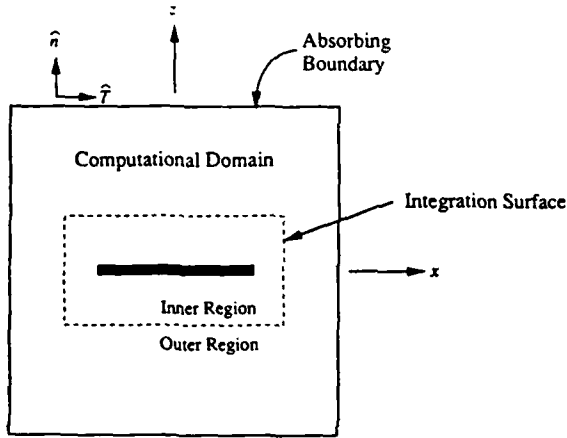 z
n̂
Absorbing
Boundary
τ̂
Computational Domain
Integration Surface
x
Inner Region
Outer Region